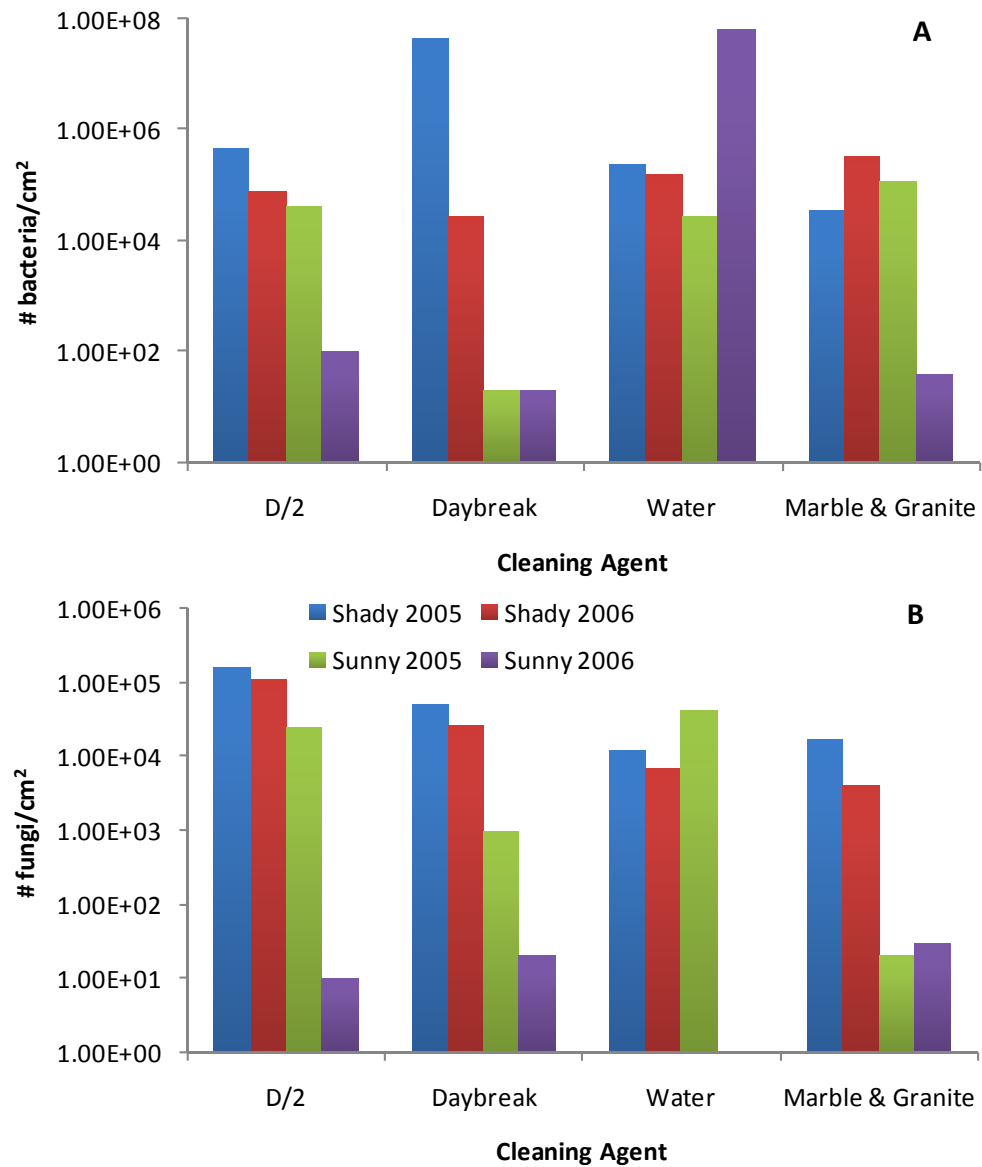 A
1.00E+08
1.00E+06
1.00E+04
1.00E+02
1.00E+00
# bacteria/cm²
D/2 Daybreak Water Marble & Granite
Cleaning Agent
B
Shady 2005 Shady 2006
Sunny 2005 Sunny 2006
1.00E+06
1.00E+05
1.00E+04
1.00E+03
1.00E+02
1.00E+01
1.00E+00
# fungi/cm²
D/2 Daybreak Water Marble & Granite
Cleaning Agent